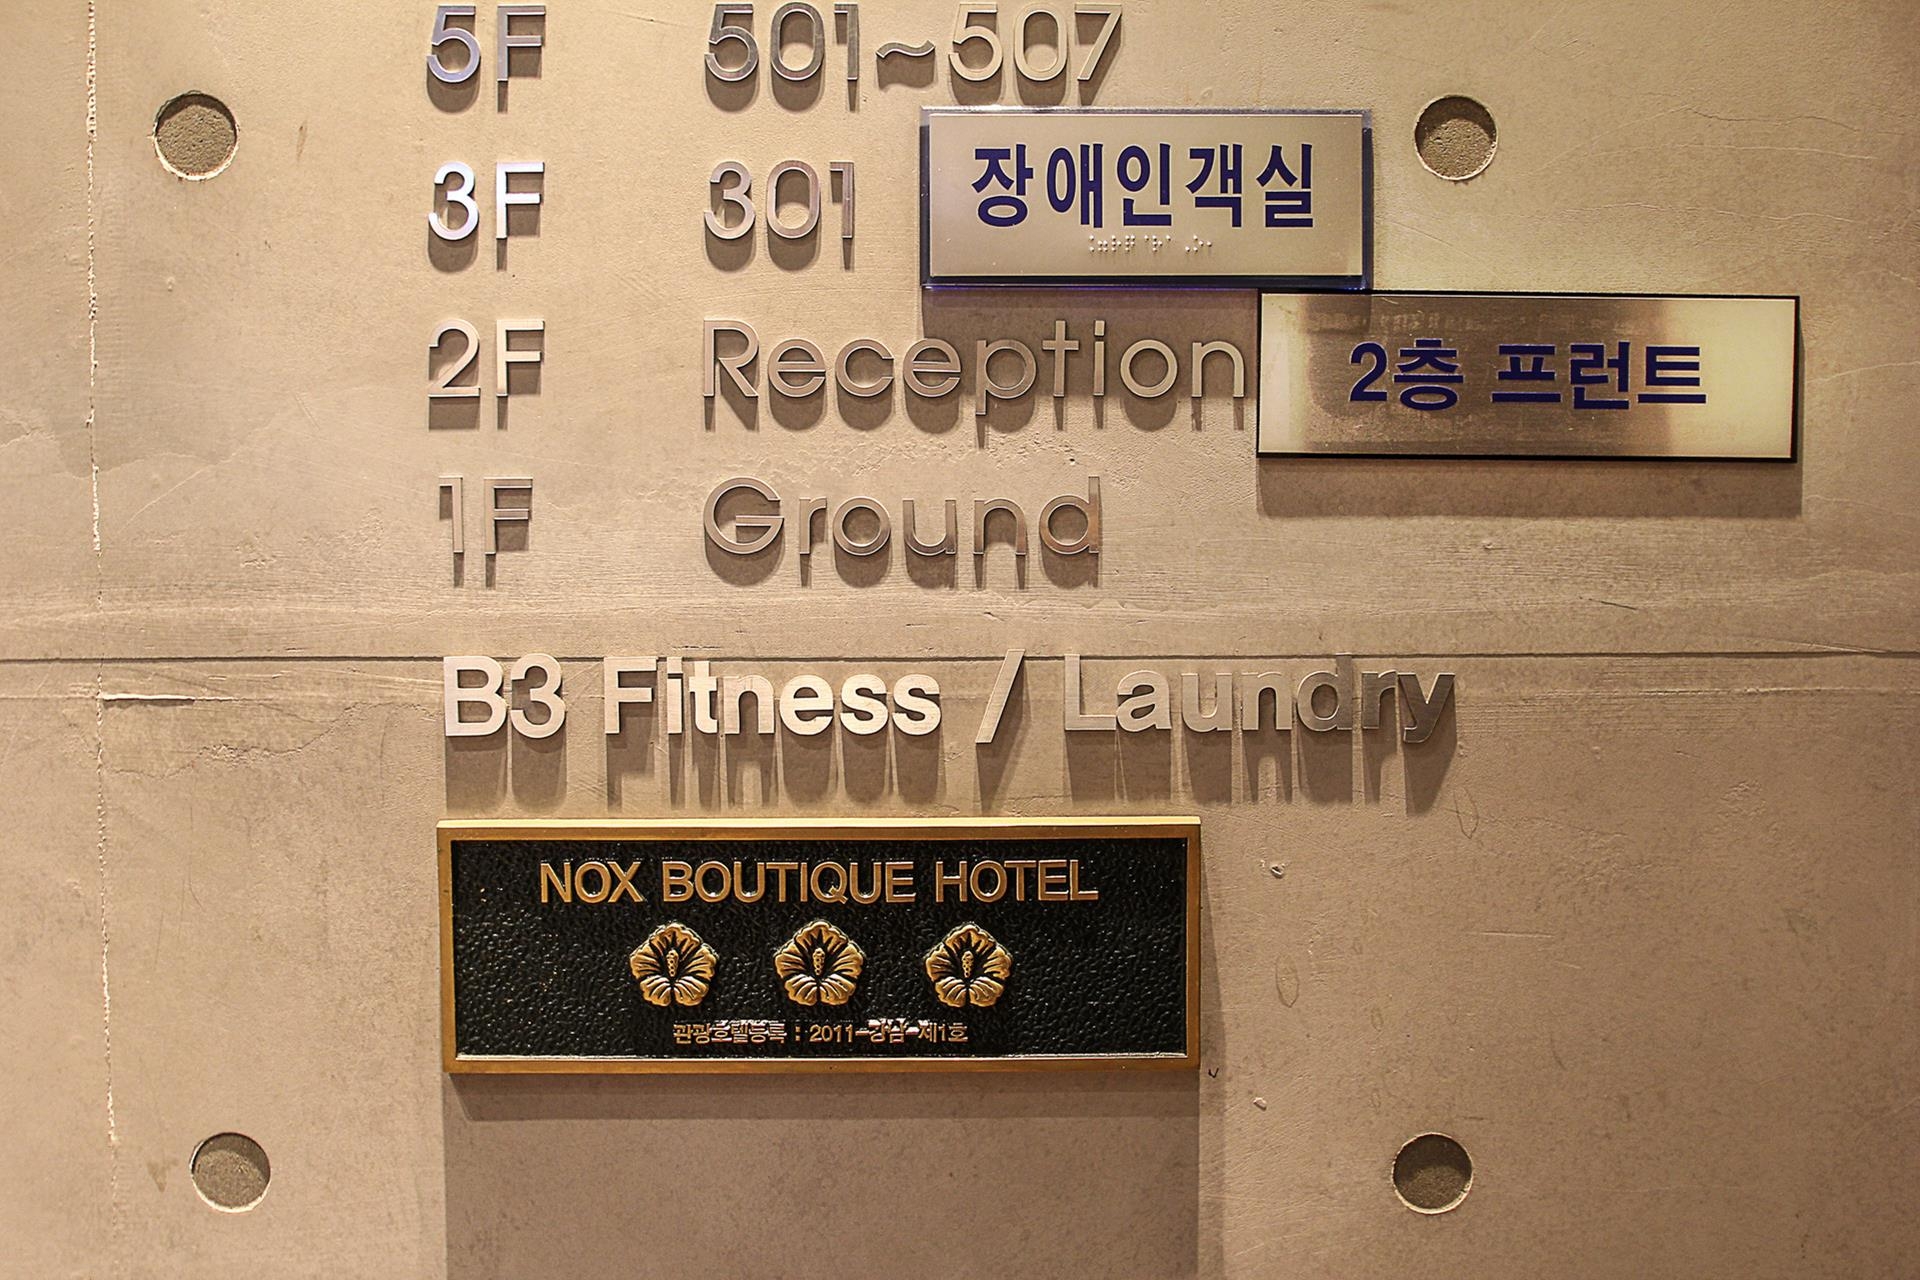 5F 501~507
3F 301 장애인객실
2F Reception 2층 프런트
1F Ground
B3 Fitness / Laundry
NOX BOUTIQUE HOTEL
관광호텔등록 : 2011-강남-제1호